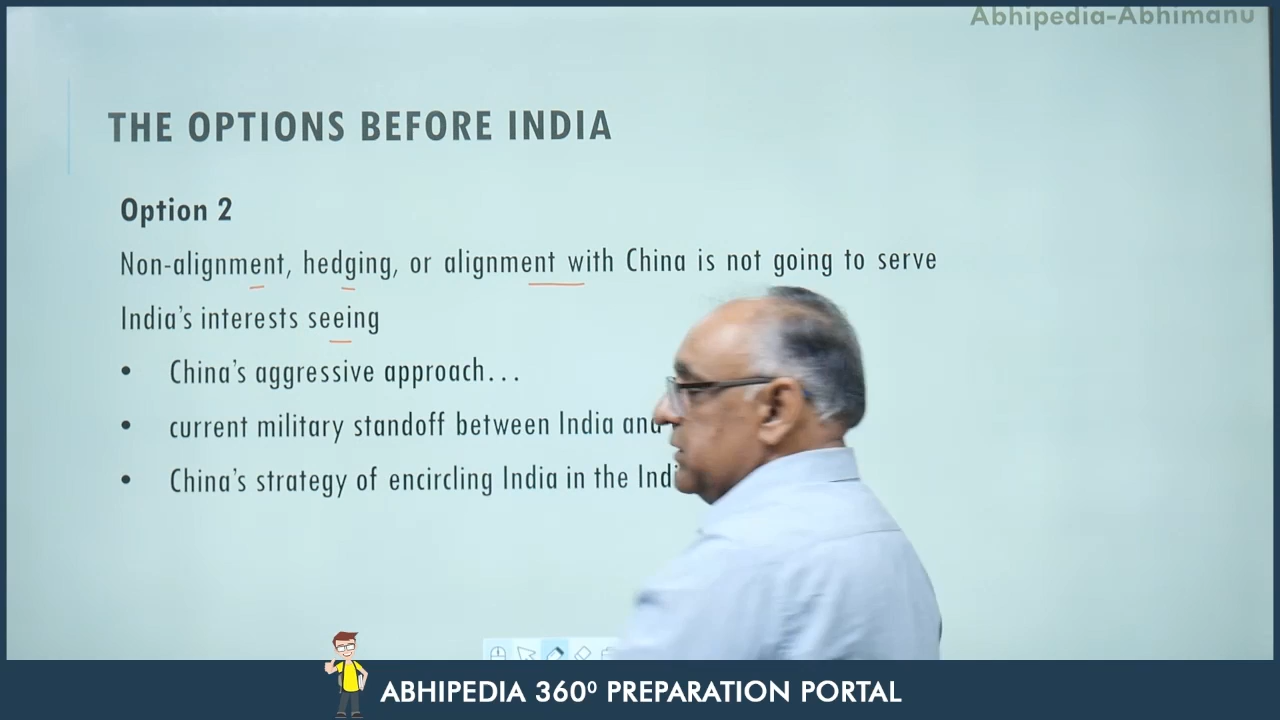 Abhipedia-Abhimanu
THE OPTIONS BEFORE INDIA
Option 2
Non-alignment, hedging, or alignment with China is not going to serve
India's interests seeing
• China's aggressive approach...
• current military standoff between India and
• China's strategy of encircling India in the
ABHIPEDIA 360⁰ PREPARATION PORTAL